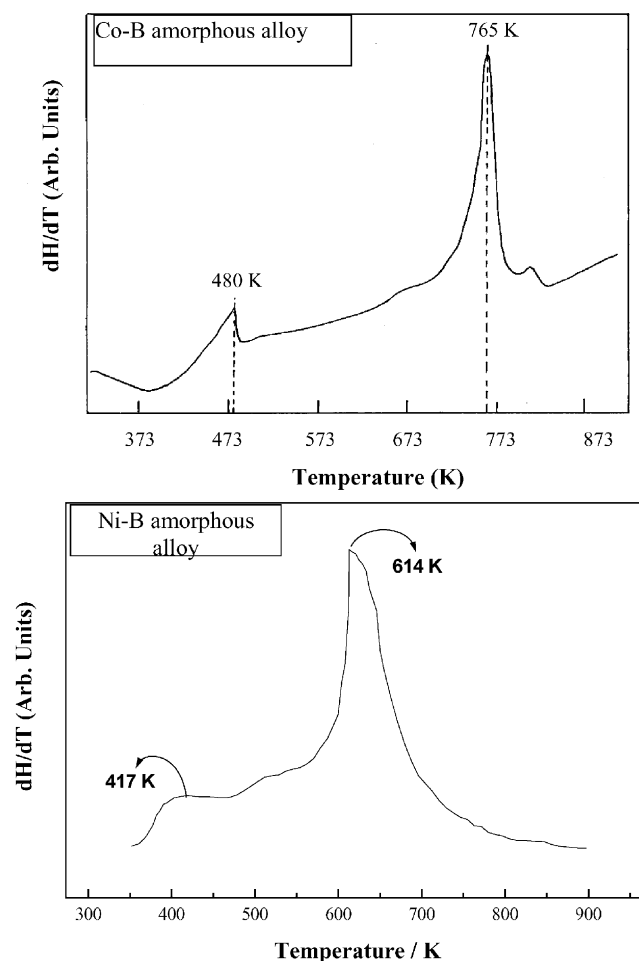 Co-B amorphous alloy
765 K
dH/dT (Arb. Units)
480 K
373 473 573 673 773 873
Temperature (K)
Ni-B amorphous
alloy
614 K
dH/dT (Arb. Units)
417 K
300 400 500 600 700 800 900
Temperature / K